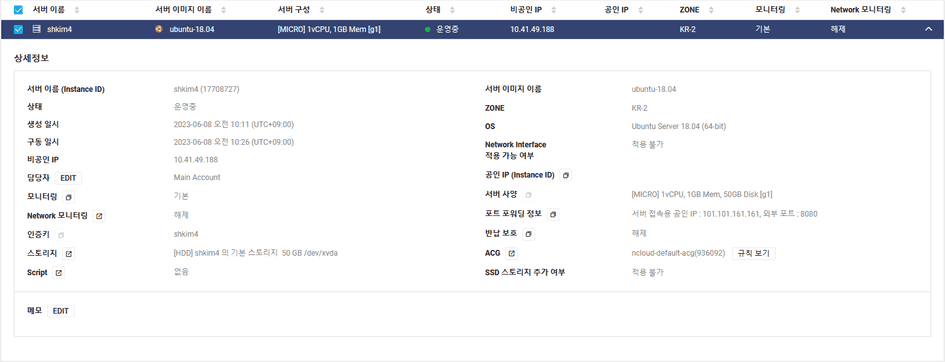 서버 이름 서버 이미지 이름 서버 구성 상태 비공인 IP 공인 IP ZONE 모니터링 Network 모니터링
shkim4 ubuntu-18.04 [MICRO] 1vCPU, 1GB Mem [g1] 운영중 10.41.49.188 KR-2 기본 해제
상세정보
서버 이름 (Instance ID) shkim4 (17708727)
상태 운영중
생성 일시 2023-06-08 오전 10:11 (UTC+09:00)
구동 일시 2023-06-08 오전 10:26 (UTC+09:00)
비공인 IP 10.41.49.188
담당자 EDIT Main Account
모니터링 기본
Network 모니터링 해제
인증키 shkim4
스토리지 [HDD] shkim4 의 기본 스토리지 50 GB /dev/xvda
Script 없음
서버 이미지 이름 ubuntu-18.04
ZONE KR-2
OS Ubuntu Server 18.04 (64-bit)
Network Interface 적용 불가
적용 가능 여부
공인 IP (Instance ID)
서버 사양 [MICRO] 1vCPU, 1GB Mem, 50GB Disk [g1]
포트 포워딩 정보 서버 접속용 공인 IP : 101.101.161.161, 외부 포트 : 8080
반납 보호 해제
ACG ncloud-default-acg(936092) 규칙 보기
SSD 스토리지 추가 여부 적용 불가
메모 EDIT